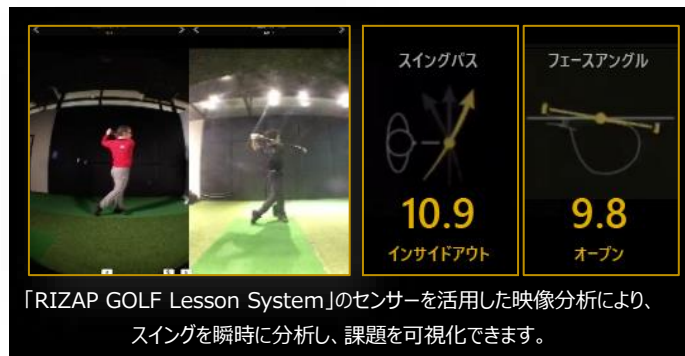 スイングパス
フェースアングル
10.9
9.8
インサイドアウト
オープン
「RIZAP GOLF Lesson System」のセンサーを活用した映像分析により、
スイングを瞬時に分析し、課題を可視化できます。